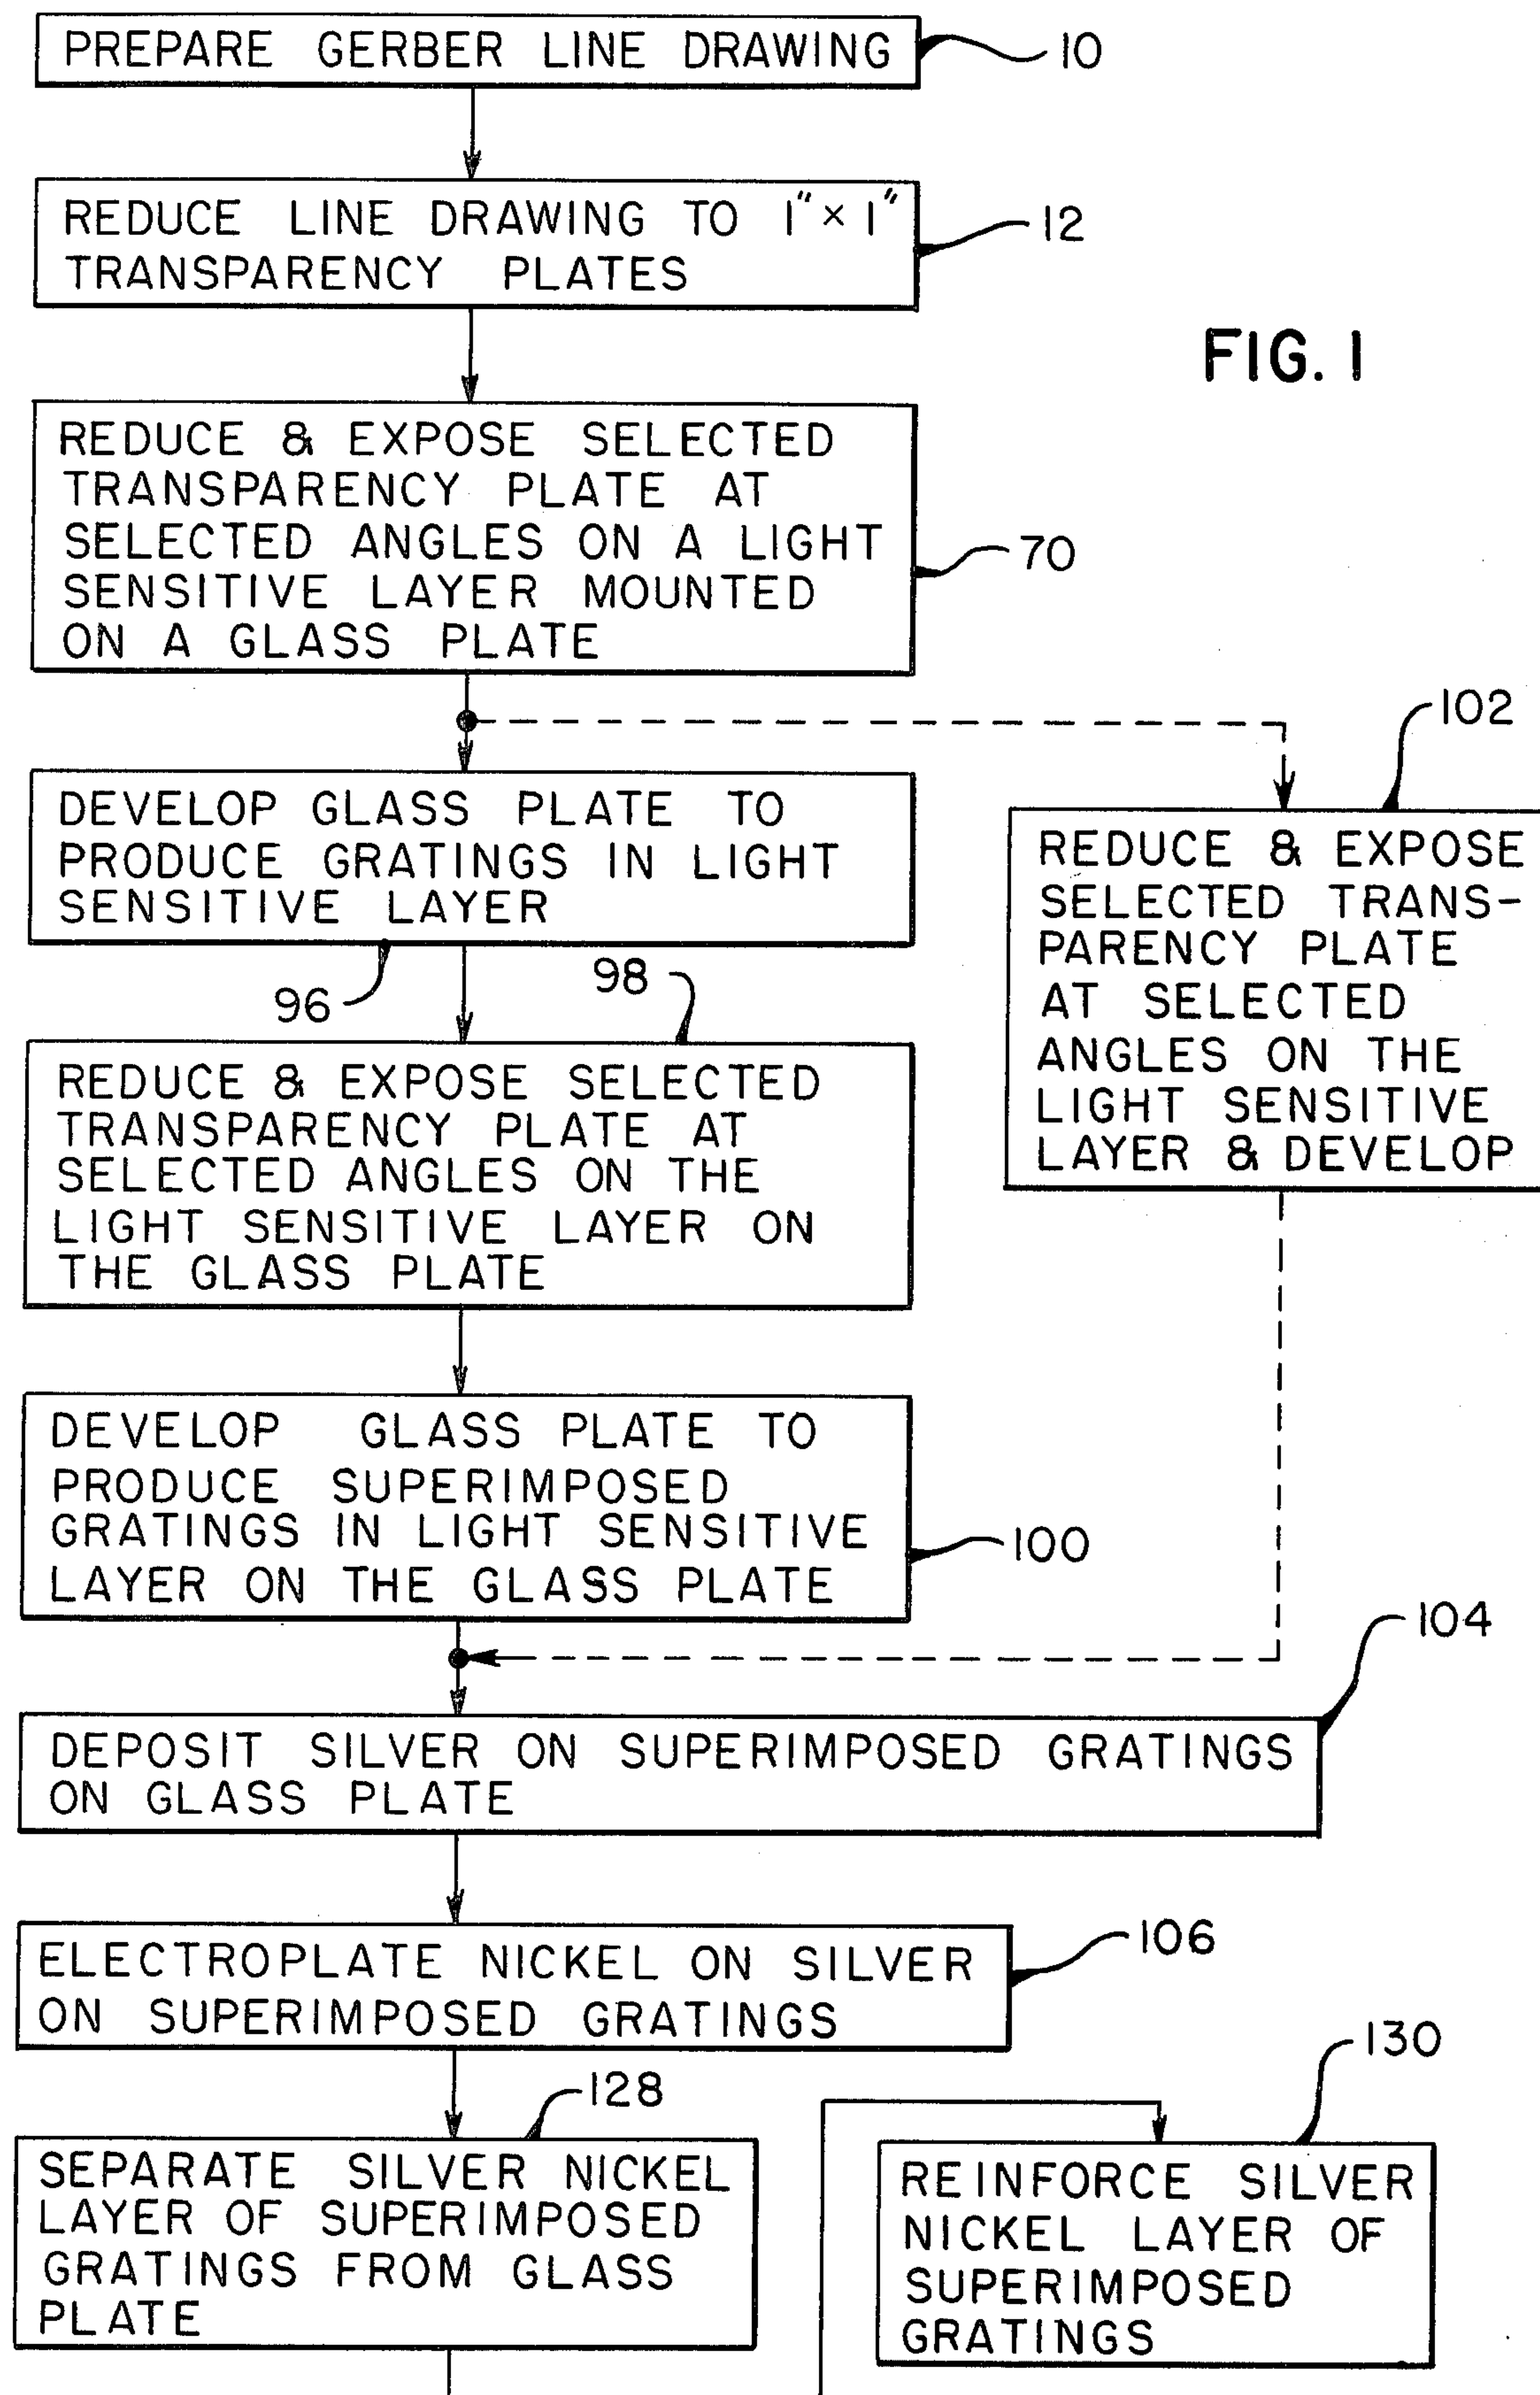 PREPARE GERBER LINE DRAWING
10
REDUCE LINE DRAWING TO 1" × 1"
TRANSPARENCY PLATES
12
FIG. 1
REDUCE & EXPOSE SELECTED
TRANSPARENCY PLATE AT
SELECTED ANGLES ON A LIGHT
SENSITIVE LAYER MOUNTED
ON A GLASS PLATE
70
DEVELOP GLASS PLATE TO
PRODUCE GRATINGS IN LIGHT
SENSITIVE LAYER
96
102
REDUCE & EXPOSE
SELECTED TRANS-
PARENCY PLATE
AT SELECTED
ANGLES ON THE
LIGHT SENSITIVE
LAYER & DEVELOP
98
REDUCE & EXPOSE SELECTED
TRANSPARENCY PLATE AT
SELECTED ANGLES ON THE
LIGHT SENSITIVE LAYER ON
THE GLASS PLATE
DEVELOP GLASS PLATE TO
PRODUCE SUPERIMPOSED
GRATINGS IN LIGHT SENSITIVE
LAYER ON THE GLASS PLATE
100
104
DEPOSIT SILVER ON SUPERIMPOSED GRATINGS
ON GLASS PLATE
ELECTROPLATE NICKEL ON SILVER
ON SUPERIMPOSED GRATINGS
106
128
SEPARATE SILVER NICKEL
LAYER OF SUPERIMPOSED
GRATINGS FROM GLASS
PLATE
130
REINFORCE SILVER
NICKEL LAYER OF
SUPERIMPOSED
GRATINGS